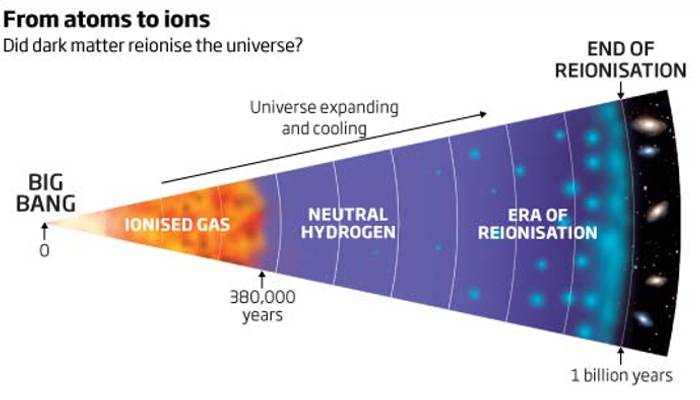 From atoms to ions
Did dark matter reionise the universe?
END OF
REIONISATION
Universe expanding
and cooling
BIG
BANG
0
IONISED GAS
NEUTRAL
HYDROGEN
ERA OF
REIONISATION
380,000
years
1 billion years